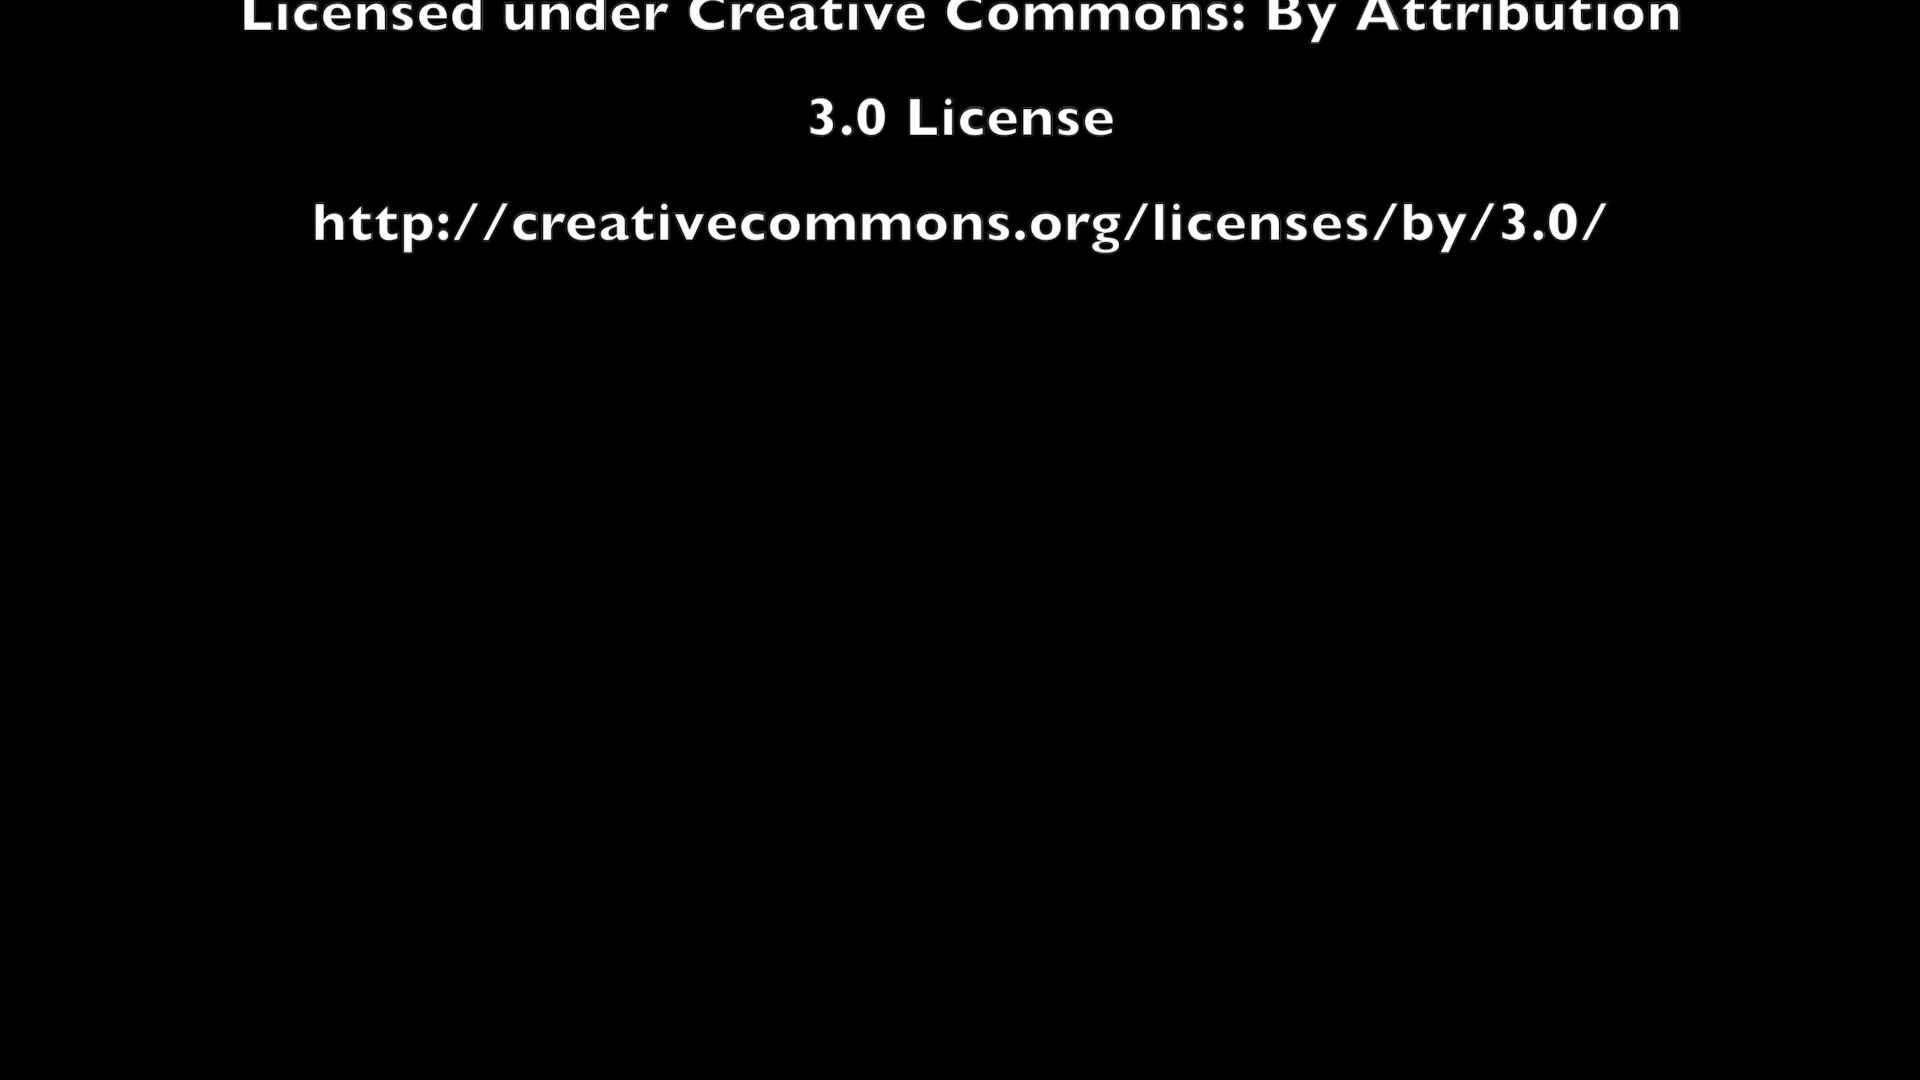 Licensed under Creative Commons: By Attribution
3.0 License
http://creativecommons.org/licenses/by/3.0/